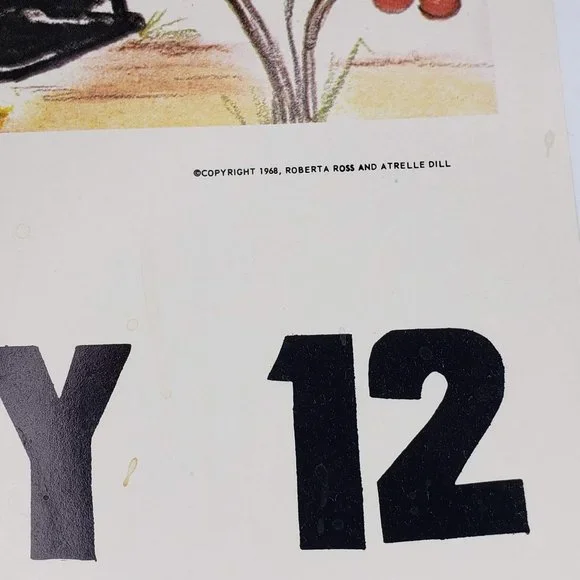 ©COPYRIGHT 1968, ROBERTA ROSS AND ATRELLE DILL
Y 12